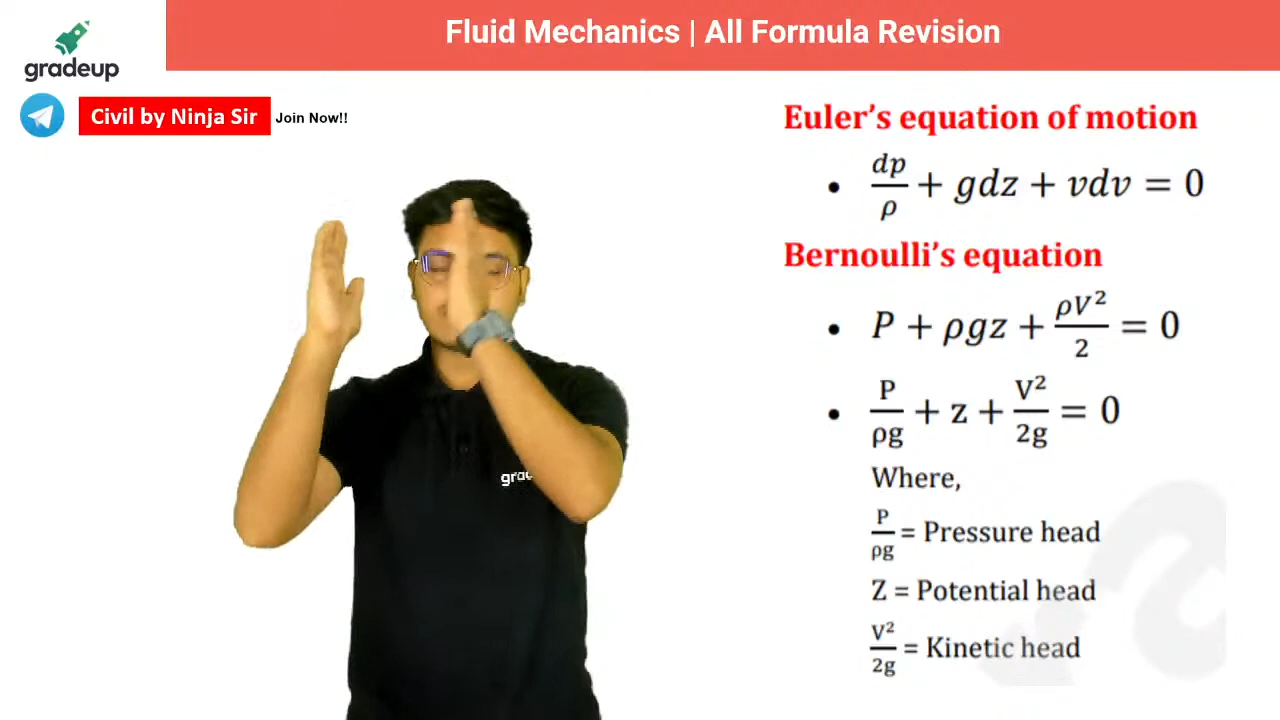 Fluid Mechanics | All Formula Revision
gradeup
Civil by Ninja Sir Join Now!!
Euler's equation of motion
• dp/ρ + gdz + vdv = 0
Bernoulli's equation
• P + ρgz + ρV²/2 = 0
• P/ρg + z + V²/2g = 0
Where,
P/ρg = Pressure head
Z = Potential head
V²/2g = Kinetic head